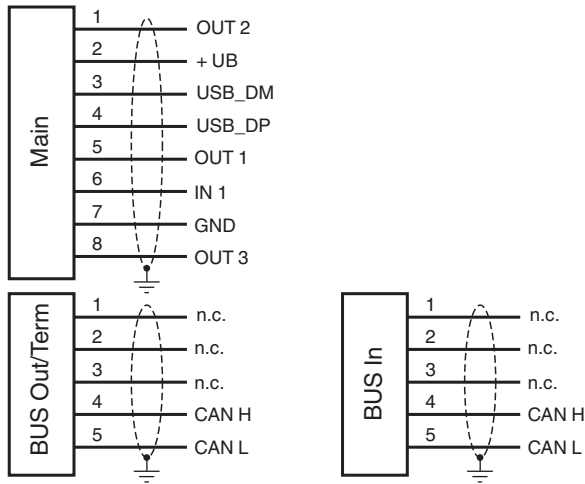 Main
1 OUT 2
2 + UB
3 USB_DM
4 USB_DP
5 OUT 1
6 IN 1
7 GND
8 OUT 3
BUS Out/Term
1 n.c.
2 n.c.
3 n.c.
4 CAN H
5 CAN L
BUS In
1 n.c.
2 n.c.
3 n.c.
4 CAN H
5 CAN L